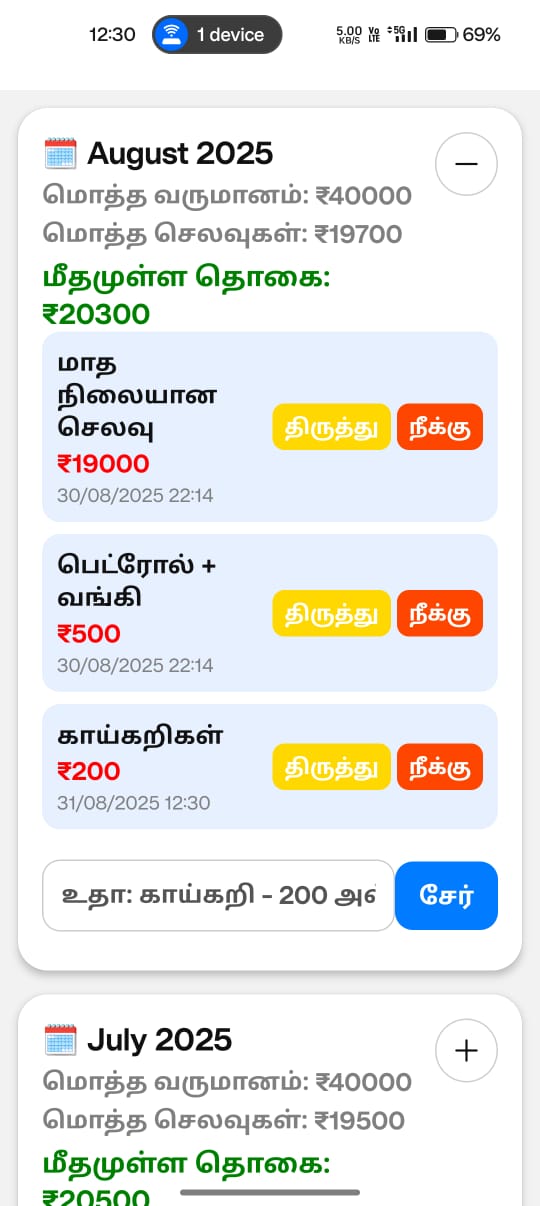 12:30
1 device
5.00 KB/S
Vo LTE
5G
69%
August 2025
மொத்த வருமானம்: ₹40000
மொத்த செலவுகள்: ₹19700
மீதமுள்ள தொகை:
₹20300
மாத
நிலையான
செலவு
₹19000
30/08/2025 22:14
திருத்து
நீக்கு
பெட்ரோல் +
வங்கி
₹500
30/08/2025 22:14
திருத்து
நீக்கு
காய்கறிகள்
₹200
31/08/2025 12:30
திருத்து
நீக்கு
உதா: காய்கறி - 200
சேர்
July 2025
மொத்த வருமானம்: ₹40000
மொத்த செலவுகள்: ₹19500
மீதமுள்ள தொகை:
₹20500